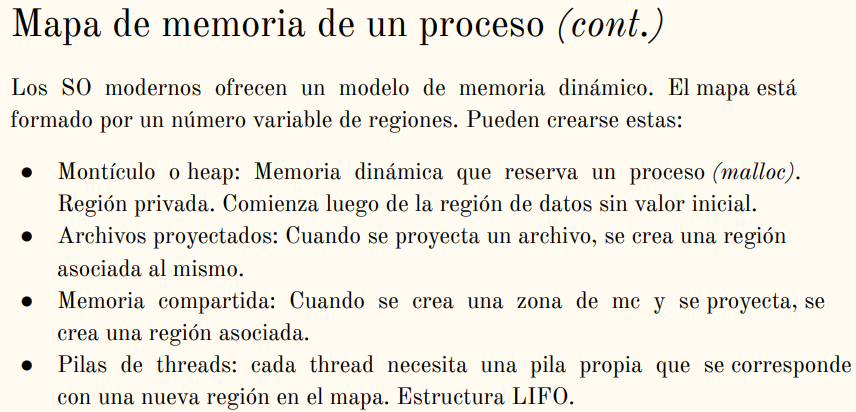 Mapa de memoria de un proceso (cont.)
Los SO modernos ofrecen un modelo de memoria dinámico. El mapa está
formado por un número variable de regiones. Pueden crearse estas:
● Montículo o heap: Memoria dinámica que reserva un proceso (malloc).
Región privada. Comienza luego de la región de datos sin valor inicial.
● Archivos proyectados: Cuando se proyecta un archivo, se crea una región
asociada al mismo.
● Memoria compartida: Cuando se crea una zona de mc y se proyecta, se
crea una región asociada.
● Pilas de threads: cada thread necesita una pila propia que se corresponde
con una nueva región en el mapa. Estructura LIFO.